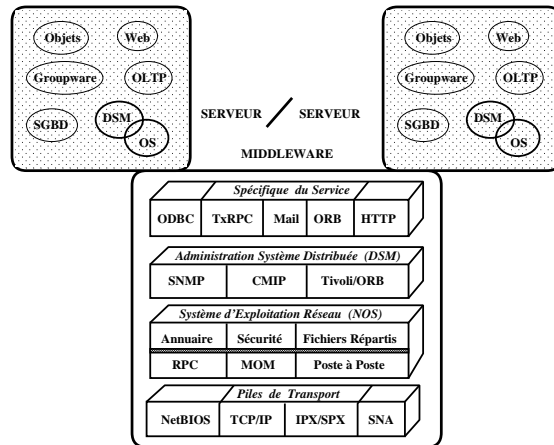 Objets Web
Groupware OLTP
SGBD DSM
OS
Objets Web
Groupware OLTP
SGBD DSM
OS
SERVEUR / SERVEUR
MIDDLEWARE
Spécifique du Service
ODBC TxRPC Mail ORB HTTP
Administration Système Distribuée (DSM)
SNMP CMIP Tivoli/ORB
Système d'Exploitation Réseau (NOS)
Annuaire Sécurité Fichiers Répartis
RPC MOM Poste à Poste
Piles de Transport
NetBIOS TCP/IP IPX/SPX SNA